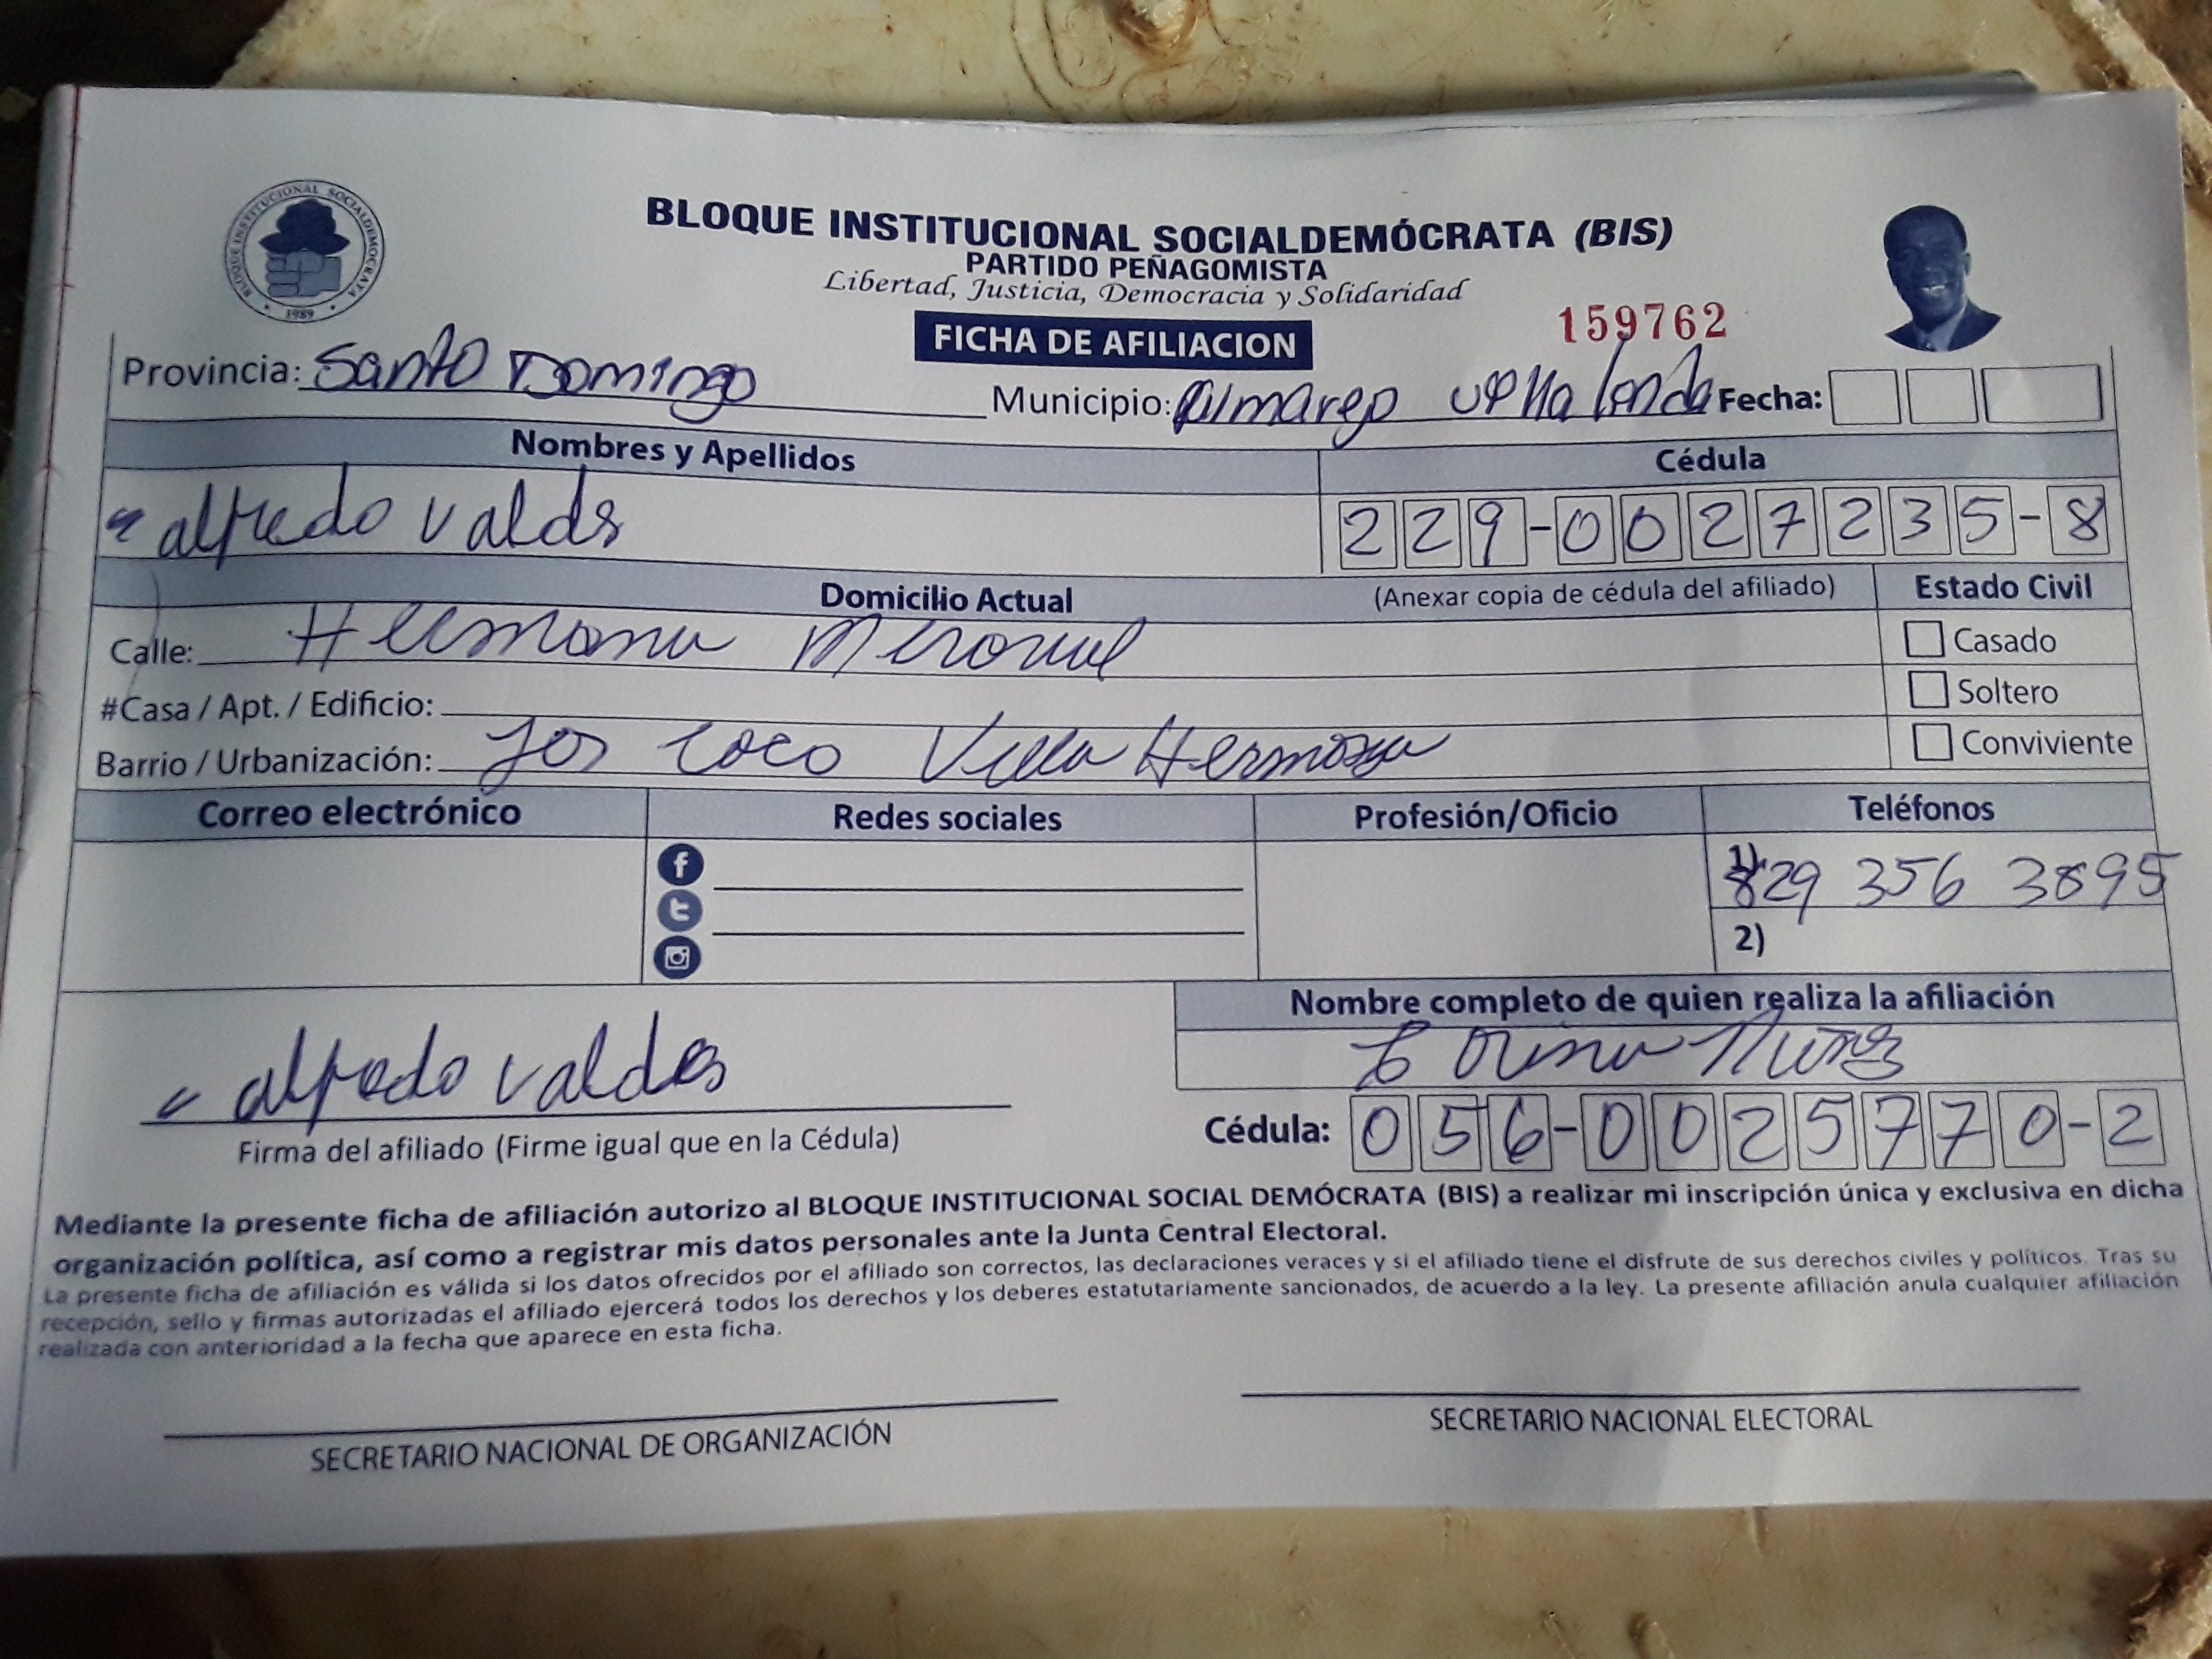 BLOQUE INSTITUCIONAL SOCIALDEMOCRATA
1989
BLOQUE INSTITUCIONAL SOCIALDEMÓCRATA (BIS)
PARTIDO PEÑAGOMISTA
Libertad, Justicia, Democracia y Solidaridad
159762
FICHA DE AFILIACION
Provincia: Santo Domingo
Municipio: Fecha:
Nombres y Apellidos Cédula
alfredo Valds 229-0027235-8
Domicilio Actual (Anexar copia de cédula del afiliado) Estado Civil
Calle: Casado
#Casa / Apt. / Edificio: Soltero
Barrio / Urbanización: Los Coco Villa Hermosa Conviviente
Correo electrónico Redes sociales Profesión/Oficio Teléfonos
1) 829 356 3895
2)
Nombre completo de quien realiza la afiliación
alfredo Valdes
Firma del afiliado (Firme igual que en la Cédula) Cédula: 056-0025770-2
Mediante la presente ficha de afiliación autorizo al BLOQUE INSTITUCIONAL SOCIAL DEMÓCRATA (BIS) a realizar mi inscripción única y exclusiva en dicha
organización política, así como a registrar mis datos personales ante la Junta Central Electoral.
La presente ficha de afiliación es válida si los datos ofrecidos por el afiliado son correctos, las declaraciones veraces y si el afiliado tiene el disfrute de sus derechos civiles y políticos. Tras su
recepción, sello y firmas autorizadas el afiliado ejercerá todos los derechos y los deberes estatutariamente sancionados, de acuerdo a la ley. La presente afiliación anula cualquier afiliación
realizada con anterioridad a la fecha que aparece en esta ficha.
SECRETARIO NACIONAL DE ORGANIZACIÓN SECRETARIO NACIONAL ELECTORAL